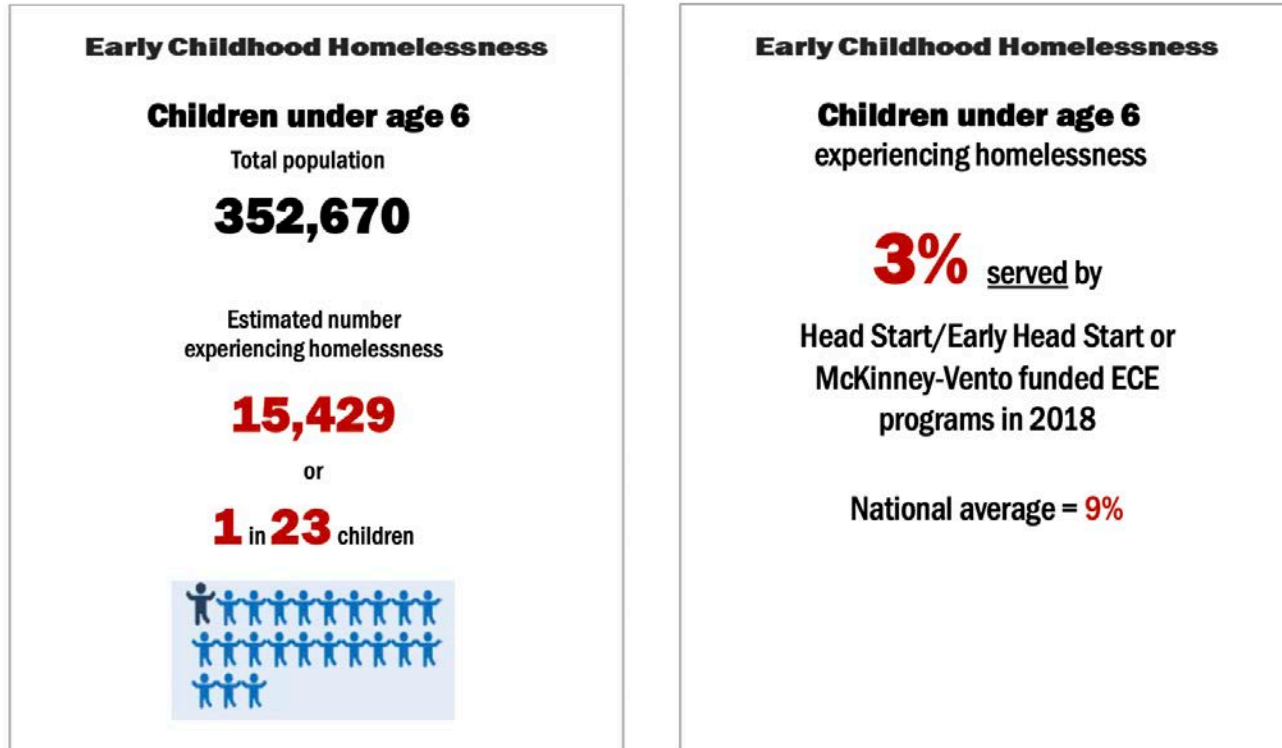 Early Childhood Homelessness
Children under age 6
Total population
352,670
Estimated number
experiencing homelessness
15,429
or
1 in 23 children
Early Childhood Homelessness
Children under age 6
experiencing homelessness
3% served by
Head Start/Early Head Start or
McKinney-Vento funded ECE
programs in 2018
National average = 9%